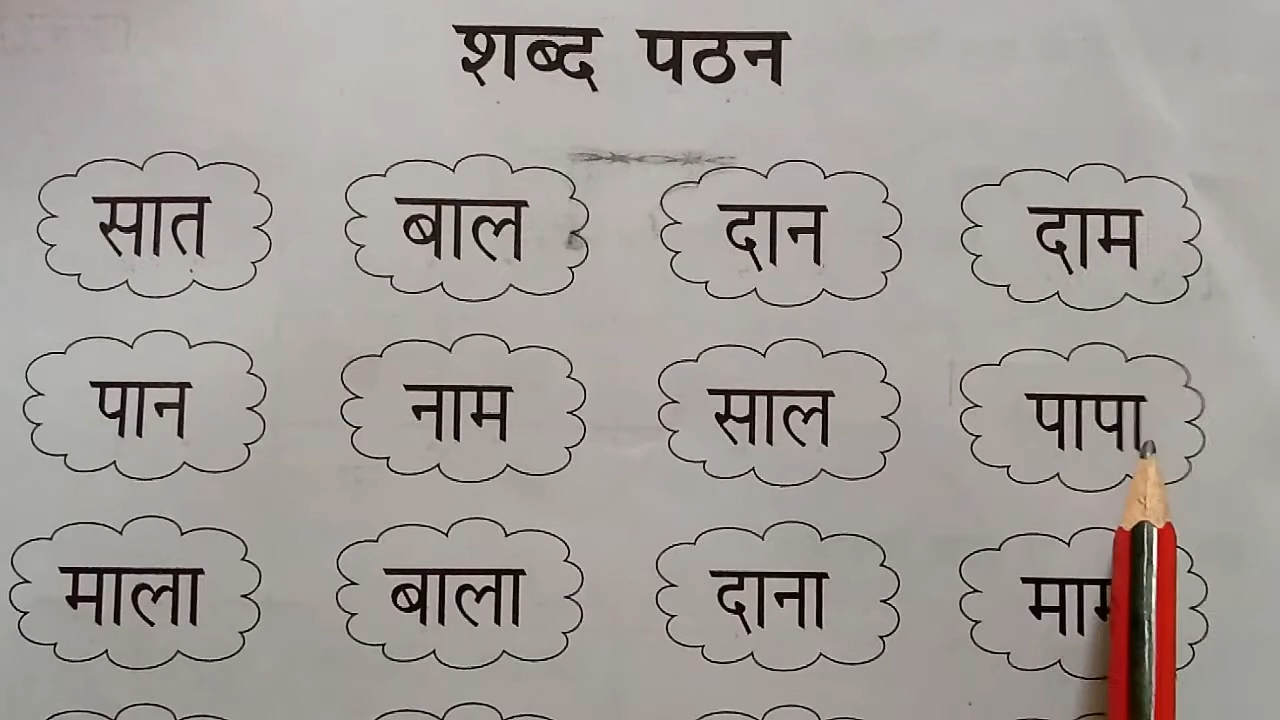 शब्द पठन
सात बाल दान दाम
पान नाम साल पापा
माला बाला दाना